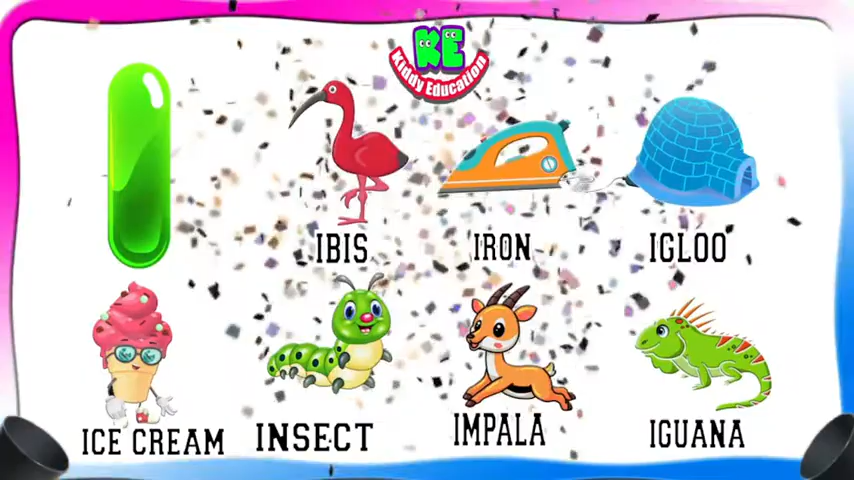 KE
Kiddy Education
I
IBIS
IRON
IGLOO
ICE CREAM
INSECT
IMPALA
IGUANA